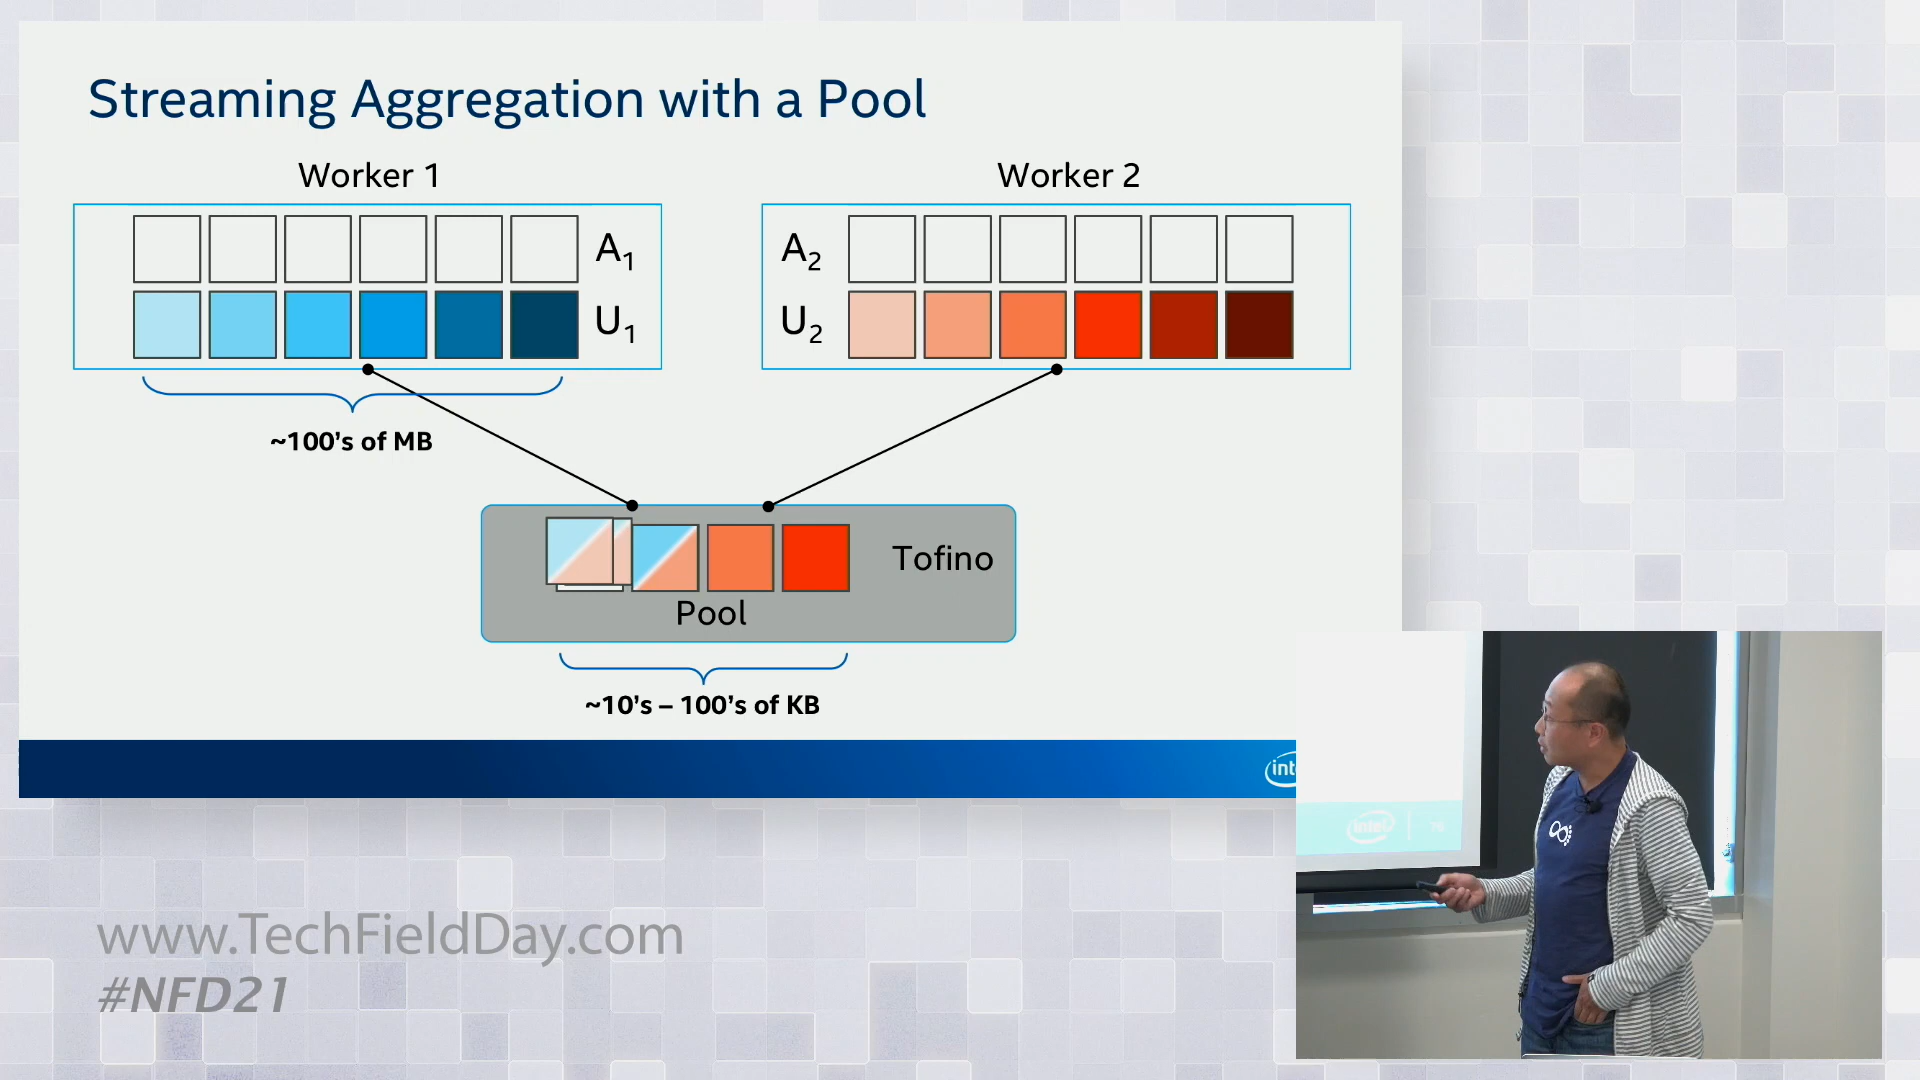 Streaming Aggregation with a Pool
Worker 1
Worker 2
A1
A2
U1
U2
~100's of MB
Tofino
Pool
~10's – 100's of KB
intel
www.TechFieldDay.com
#NFD21